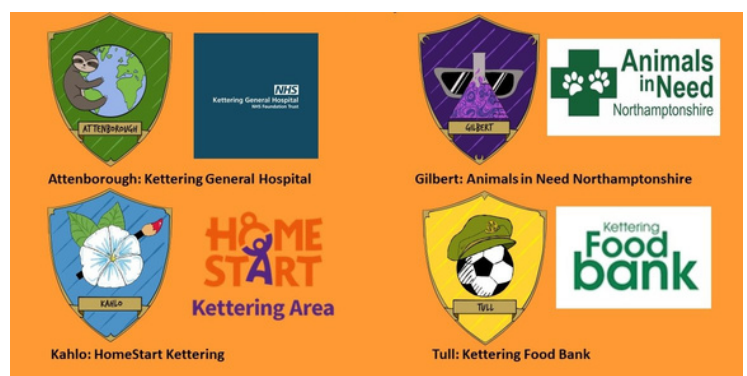 ATTENBOROUGH
NHS
Kettering General Hospital
NHS Foundation Trust
GILBERT
Animals
in Need
Northamptonshire
Attenborough: Kettering General Hospital
Gilbert: Animals in Need Northamptonshire
KAHLO
HOME
START
Kettering Area
TULL
Kettering
Food
bank
Kahlo: HomeStart Kettering
Tull: Kettering Food Bank